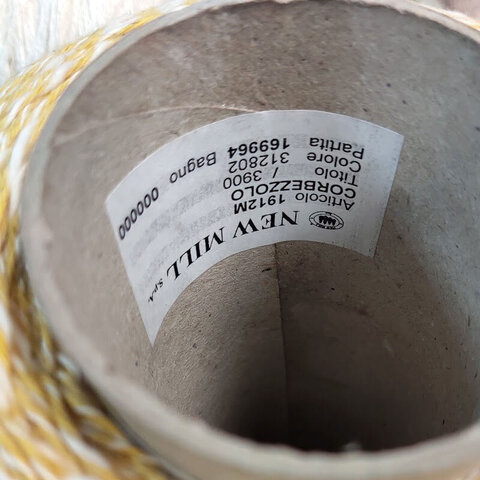 NEW MILL S.p.A.
Articolo 1912M
CORBEZZOLO
Titolo / 3900
Colore 312802
Partita
169964 Bagno 000000